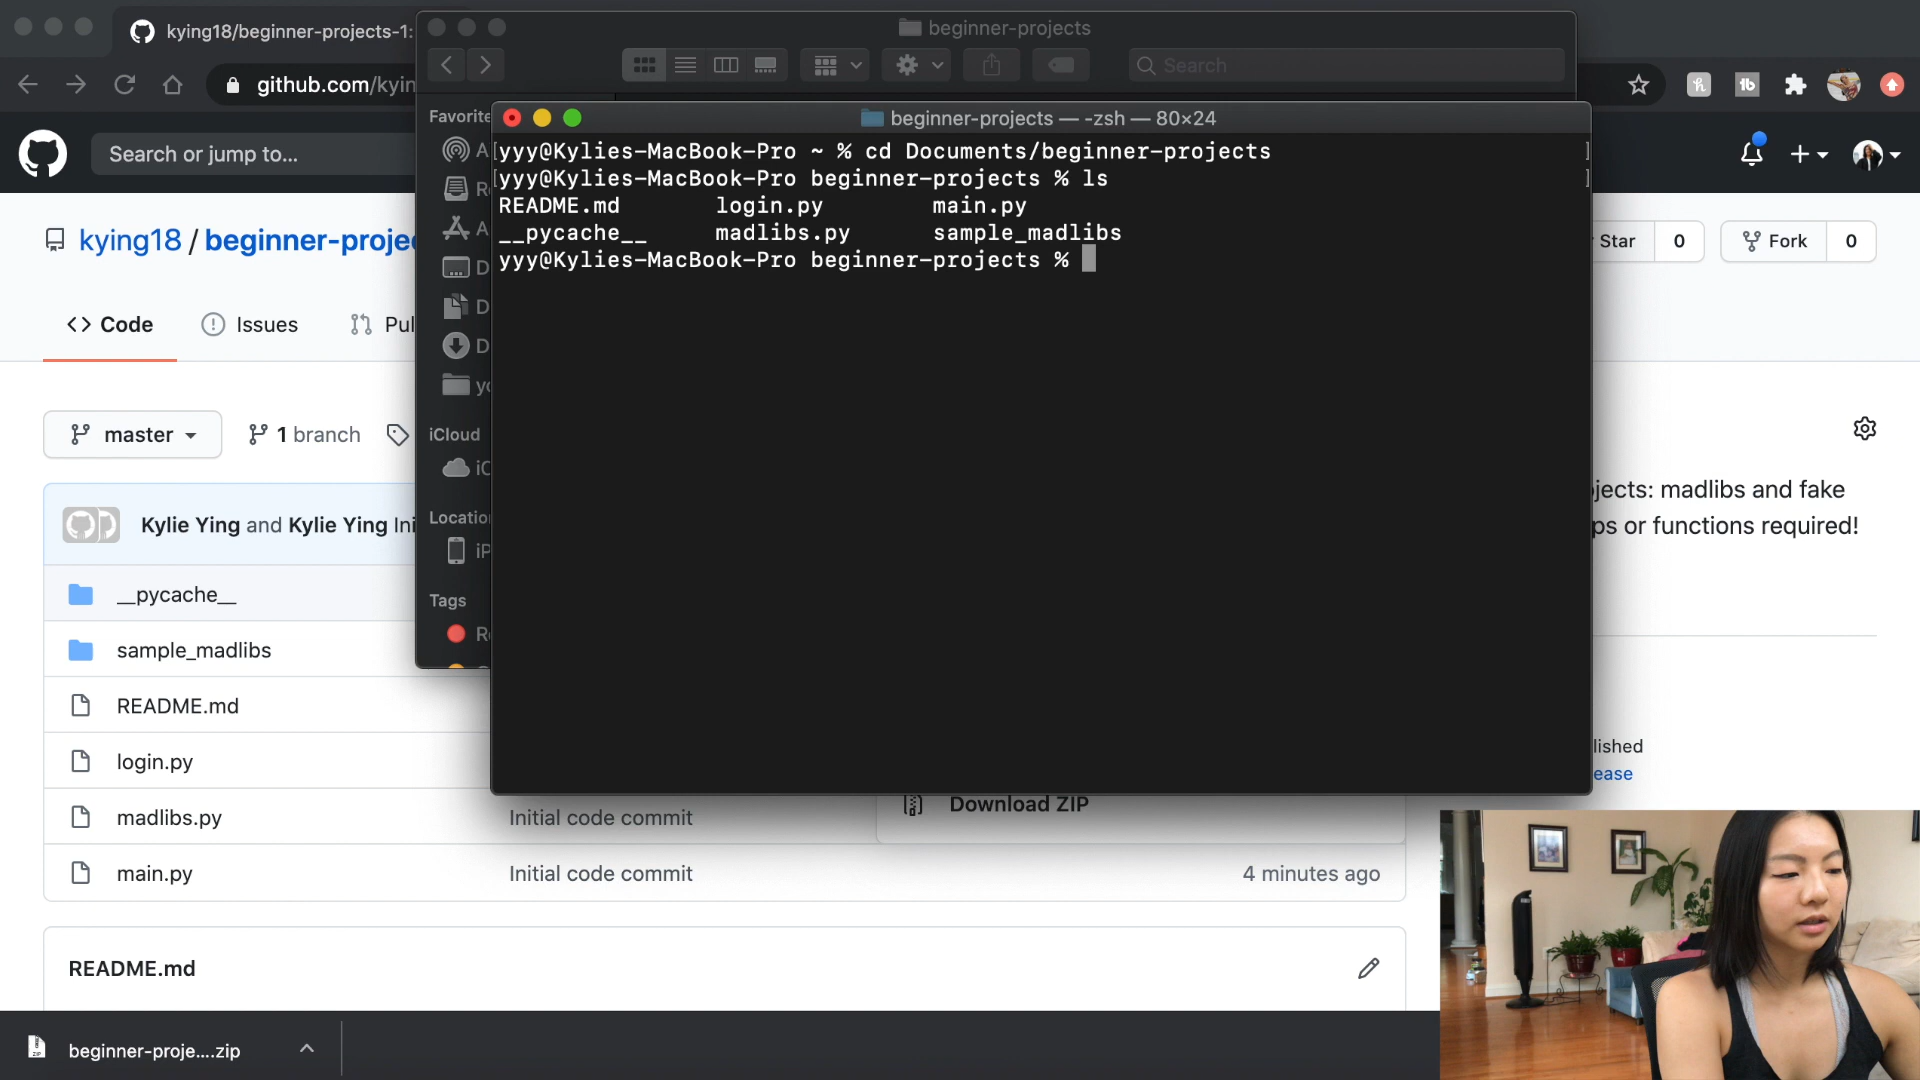 kying18/beginner-projects-1:
beginner-projects
Search
github.com/kyin
Favorite
beginner-projects — -zsh — 80×24
Search or jump to...
yyy@Kylies-MacBook-Pro ~ % cd Documents/beginner-projects
yyy@Kylies-MacBook-Pro beginner-projects % ls
README.md login.py main.py
__pycache__ madlibs.py sample_madlibs
yyy@Kylies-MacBook-Pro beginner-projects %
kying18 / beginner-projec
Star 0
Fork 0
Code
Issues
Pul
iCloud
master
1 branch
jects: madlibs and fake
ps or functions required!
Locatio
Kylie Ying and Kylie Ying Ini
Tags
__pycache__
sample_madlibs
README.md
lished
ease
login.py
Download ZIP
madlibs.py Initial code commit
main.py Initial code commit 4 minutes ago
README.md
beginner-proje....zip